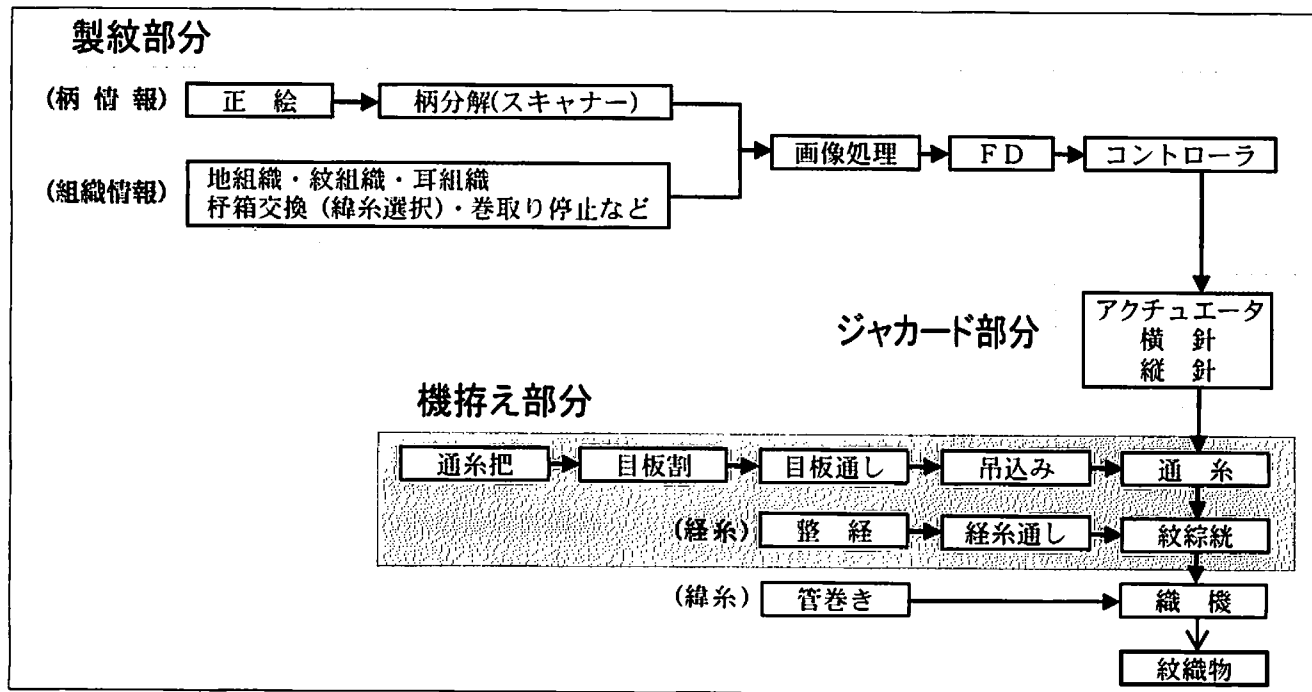 製紋部分
(柄 情 報)
正 絵
柄分解(スキャナー)
画像処理
FD
コントローラ
(組織情報)
地組織・紋組織・耳組織
杼箱交換(緯糸選択)・巻取り停止など
ジャカード部分
アクチュエータ
横 針
縦 針
機拵え部分
通糸把
目板割
目板通し
吊込み
通 糸
(経糸)
整 経
経糸通し
紋綜絖
(緯糸)
管巻き
織 機
紋織物